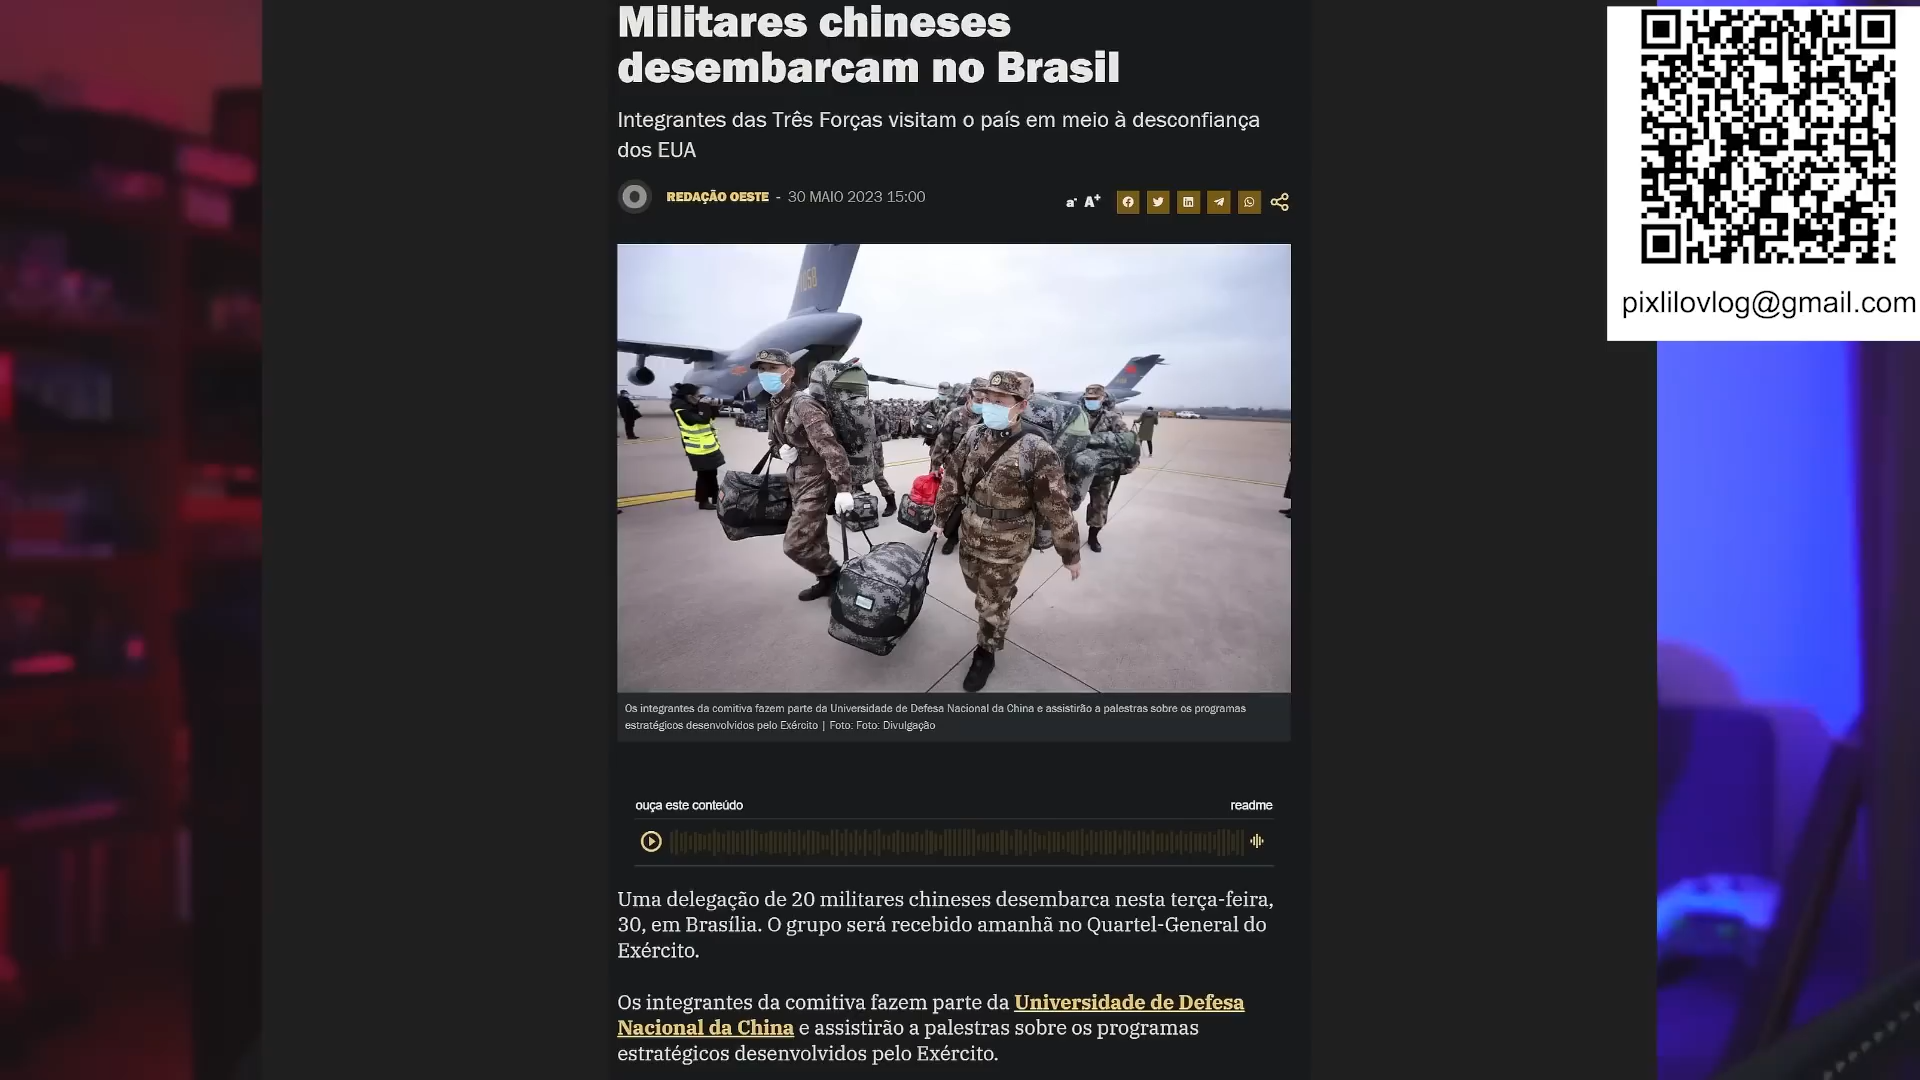 Militares chineses
desembarcam no Brasil
Integrantes das Três Forças visitam o país em meio à desconfiança
dos EUA
REDAÇÃO OESTE - 30 MAIO 2023 15:00
a- A+
Os integrantes da comitiva fazem parte da Universidade de Defesa Nacional da China e assistirão a palestras sobre os programas
estratégicos desenvolvidos pelo Exército | Foto: Foto: Divulgação
ouça este conteúdo
readme
Uma delegação de 20 militares chineses desembarca nesta terça-feira,
30, em Brasília. O grupo será recebido amanhã no Quartel-General do
Exército.
Os integrantes da comitiva fazem parte da Universidade de Defesa
Nacional da China e assistirão a palestras sobre os programas
estratégicos desenvolvidos pelo Exército.
pixlilovlog@gmail.com